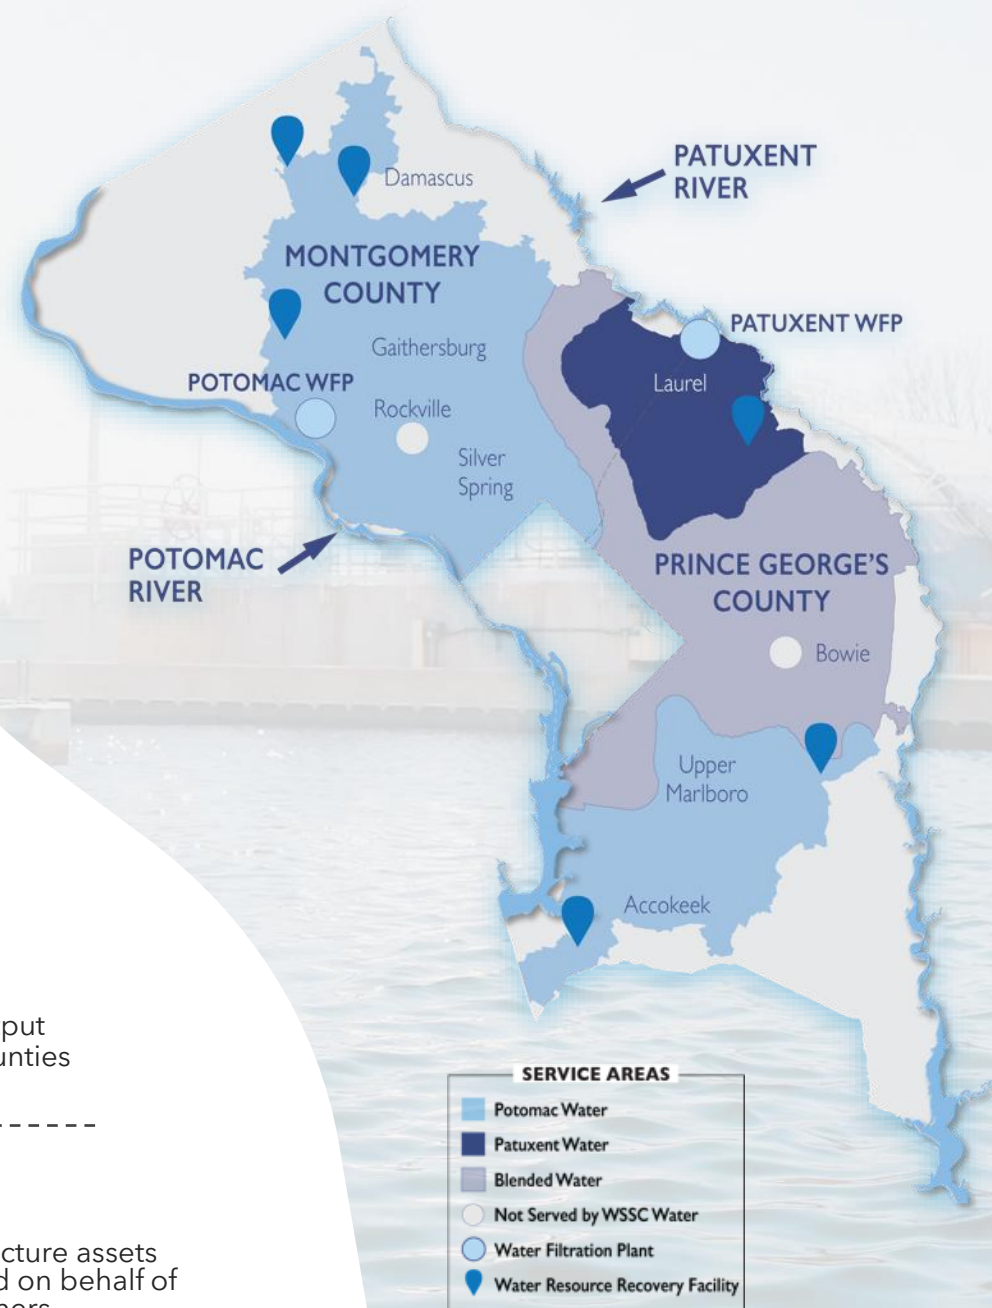 PATUXENT
RIVER
Damascus
MONTGOMERY
COUNTY
PATUXENT WFP
Gaithersburg
POTOMAC WFP
Laurel
Rockville
Silver
Spring
POTOMAC
RIVER
PRINCE GEORGE'S
COUNTY
Bowie
Upper
Marlboro
Accokeek
put
unties
cture assets
d on behalf of
mers
SERVICE AREAS
Potomac Water
Patuxent Water
Blended Water
Not Served by WSSC Water
Water Filtration Plant
Water Resource Recovery Facility